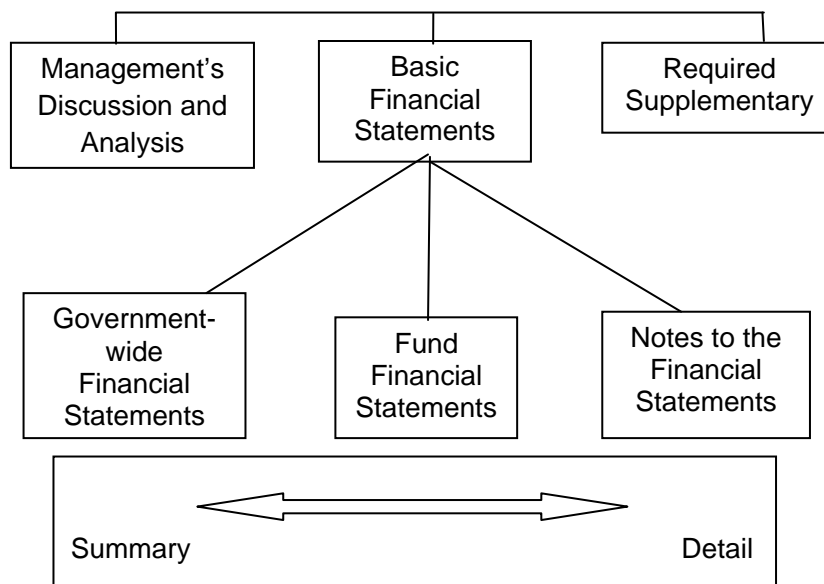 Management’s
Discussion and
Analysis
Basic
Financial
Statements
Required
Supplementary
Government-
wide
Financial
Statements
Fund
Financial
Statements
Notes to the
Financial
Statements
Summary
Detail